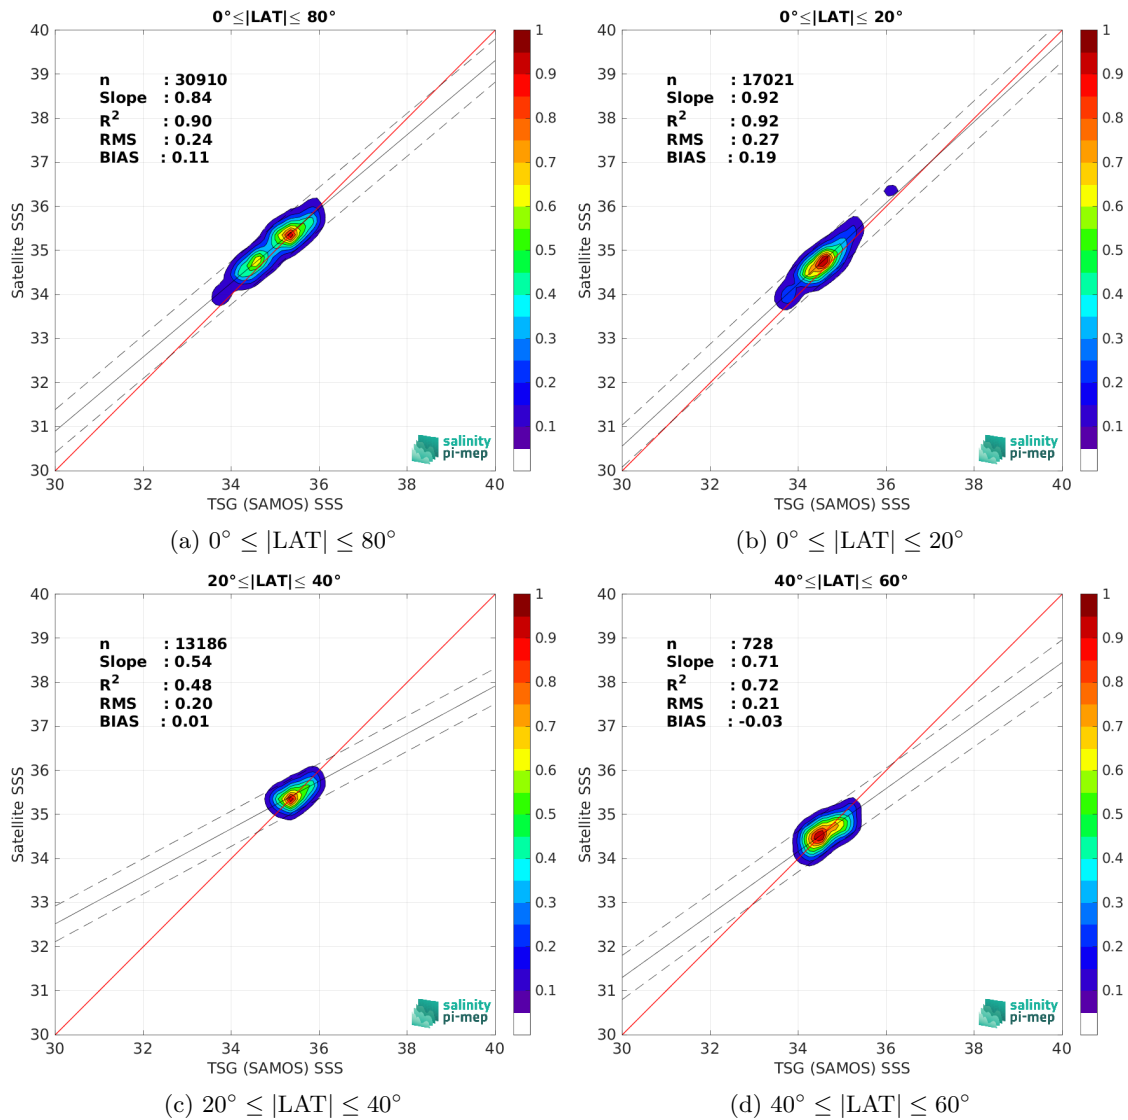 0°≤|LAT|≤ 80°
40
39
38
37
36
35
34
33
32
31
30
Satellite SSS
n : 30910
Slope : 0.84
R² : 0.90
RMS : 0.24
BIAS : 0.11
salinity
pi-mep
30 32 34 36 38 40
TSG (SAMOS) SSS
1
0.9
0.8
0.7
0.6
0.5
0.4
0.3
0.2
0.1
(a) 0° ≤ |LAT| ≤ 80°
0°≤|LAT|≤ 20°
40
39
38
37
36
35
34
33
32
31
30
Satellite SSS
n : 17021
Slope : 0.92
R² : 0.92
RMS : 0.27
BIAS : 0.19
salinity
pi-mep
30 32 34 36 38 40
TSG (SAMOS) SSS
1
0.9
0.8
0.7
0.6
0.5
0.4
0.3
0.2
0.1
(b) 0° ≤ |LAT| ≤ 20°
20°≤|LAT|≤ 40°
40
39
38
37
36
35
34
33
32
31
30
Satellite SSS
n : 13186
Slope : 0.54
R² : 0.48
RMS : 0.20
BIAS : 0.01
salinity
pi-mep
30 32 34 36 38 40
TSG (SAMOS) SSS
1
0.9
0.8
0.7
0.6
0.5
0.4
0.3
0.2
0.1
(c) 20° ≤ |LAT| ≤ 40°
40°≤|LAT|≤ 60°
40
39
38
37
36
35
34
33
32
31
30
Satellite SSS
n : 728
Slope : 0.71
R² : 0.72
RMS : 0.21
BIAS : -0.03
salinity
pi-mep
30 32 34 36 38 40
TSG (SAMOS) SSS
1
0.9
0.8
0.7
0.6
0.5
0.4
0.3
0.2
0.1
(d) 40° ≤ |LAT| ≤ 60°